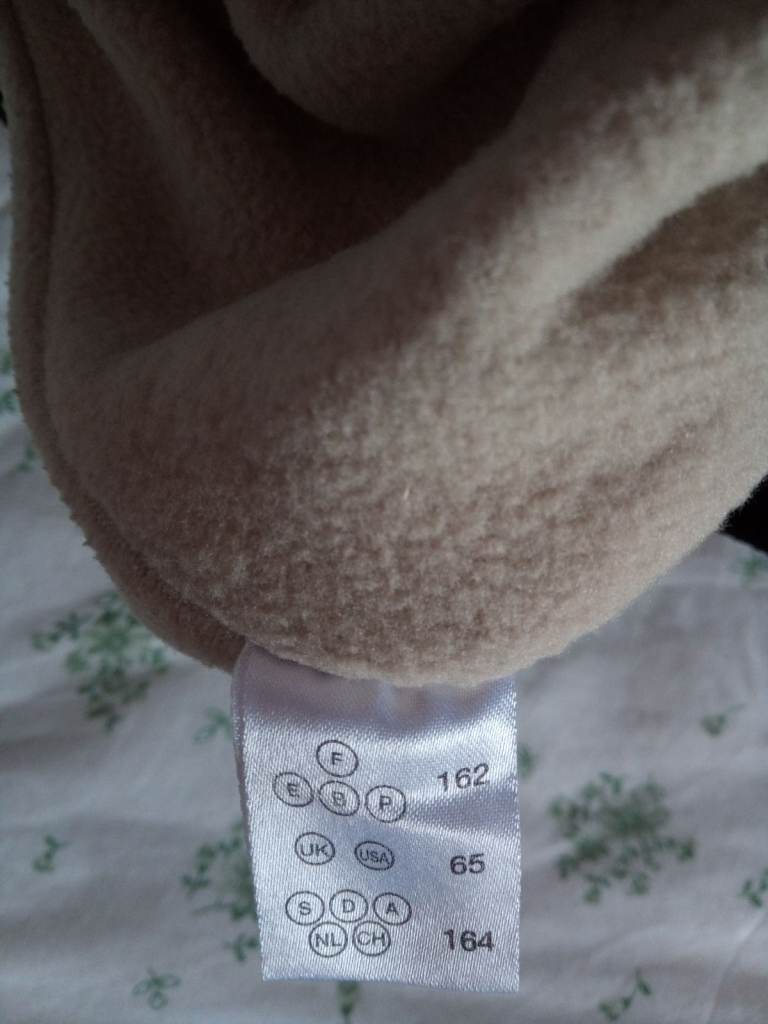 F
E B P 162
UK USA 65
S D A
NL CH 164